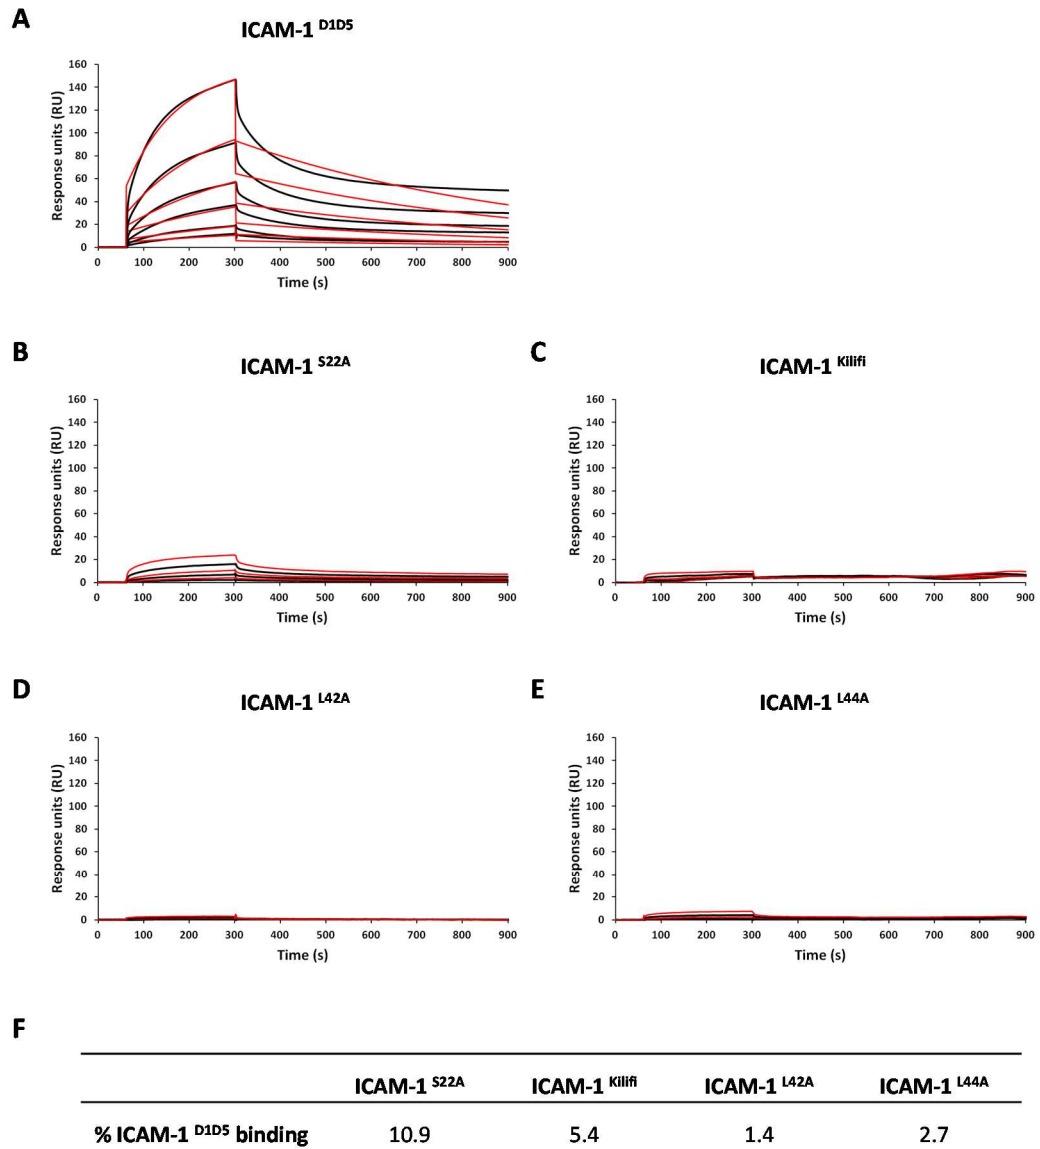 A
ICAM-1 D1D5
Response units (RU)
160
140
120
100
80
60
40
20
0
0 100 200 300 400 500 600 700 800 900
Time (s)
B
ICAM-1 S22A
Response units (RU)
160
140
120
100
80
60
40
20
0
0 100 200 300 400 500 600 700 800 900
Time (s)
C
ICAM-1 Kilifi
Response units (RU)
160
140
120
100
80
60
40
20
0
0 100 200 300 400 500 600 700 800 900
Time (s)
D
ICAM-1 L42A
Response units (RU)
160
140
120
100
80
60
40
20
0
0 100 200 300 400 500 600 700 800 900
Time (s)
E
ICAM-1 L44A
Response units (RU)
160
140
120
100
80
60
40
20
0
0 100 200 300 400 500 600 700 800 900
Time (s)
F
ICAM-1 S22A ICAM-1 Kilifi ICAM-1 L42A ICAM-1 L44A
% ICAM-1 D1D5 binding 10.9 5.4 1.4 2.7